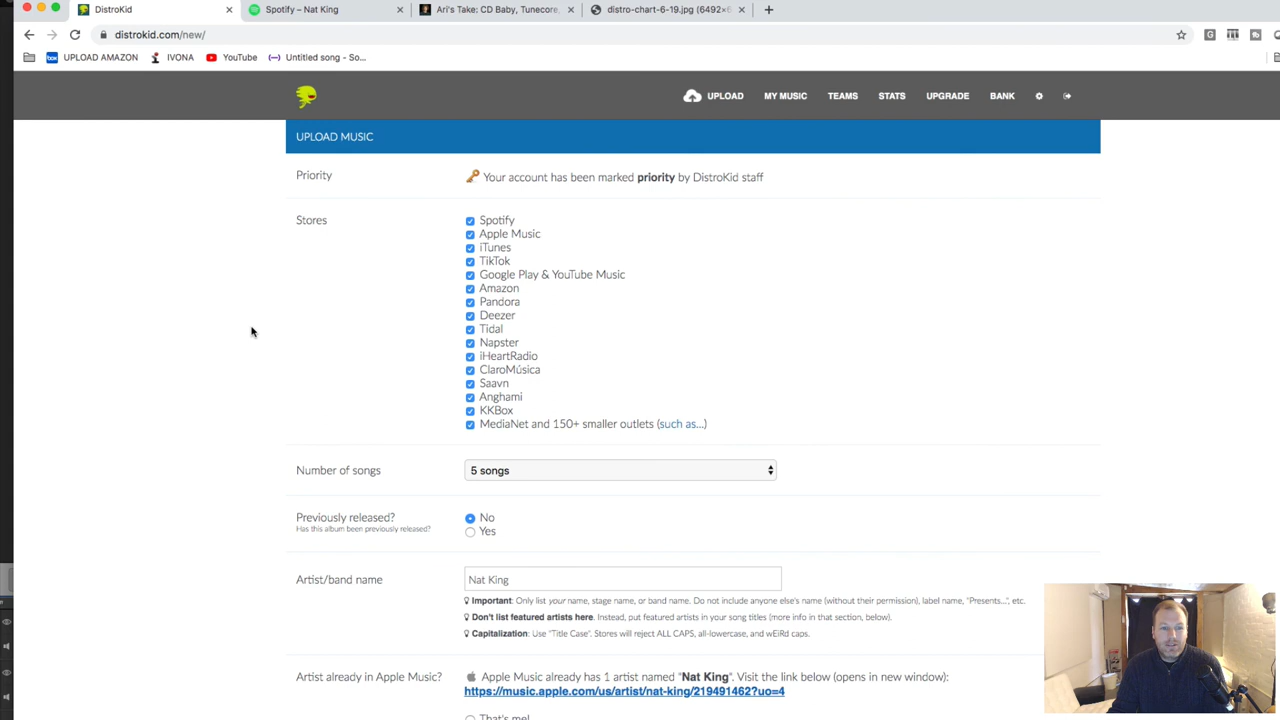 DistroKid
Spotify – Nat King
Ari's Take: CD Baby, Tunecore,
distro-chart-6-19.jpg (6492×6
distrokid.com/new/
UPLOAD AMAZON
IVONA
YouTube
Untitled song - So...
UPLOAD
MY MUSIC
TEAMS
STATS
UPGRADE
BANK
UPLOAD MUSIC
Priority
Your account has been marked priority by DistroKid staff
Stores
Spotify
Apple Music
iTunes
TikTok
Google Play & YouTube Music
Amazon
Pandora
Deezer
Tidal
Napster
iHeartRadio
ClaroMúsica
Saavn
Anghami
KKBox
MediaNet and 150+ smaller outlets (such as...)
Number of songs
5 songs
Previously released?
Has this album been previously released?
No
Yes
Artist/band name
Nat King
Important: Only list your name, stage name, or band name. Do not include anyone else's name (without their permission), label name, "Presents...", etc.
Don't list featured artists here. Instead, put featured artists in your song titles (more info in that section, below).
Capitalization: Use "Title Case". Stores will reject ALL CAPS, all-lowercase, and wEiRd caps.
Artist already in Apple Music?
Apple Music already has 1 artist named "Nat King". Visit the link below (opens in new window):
https://music.apple.com/us/artist/nat-king/219491462?uo=4
That's me!